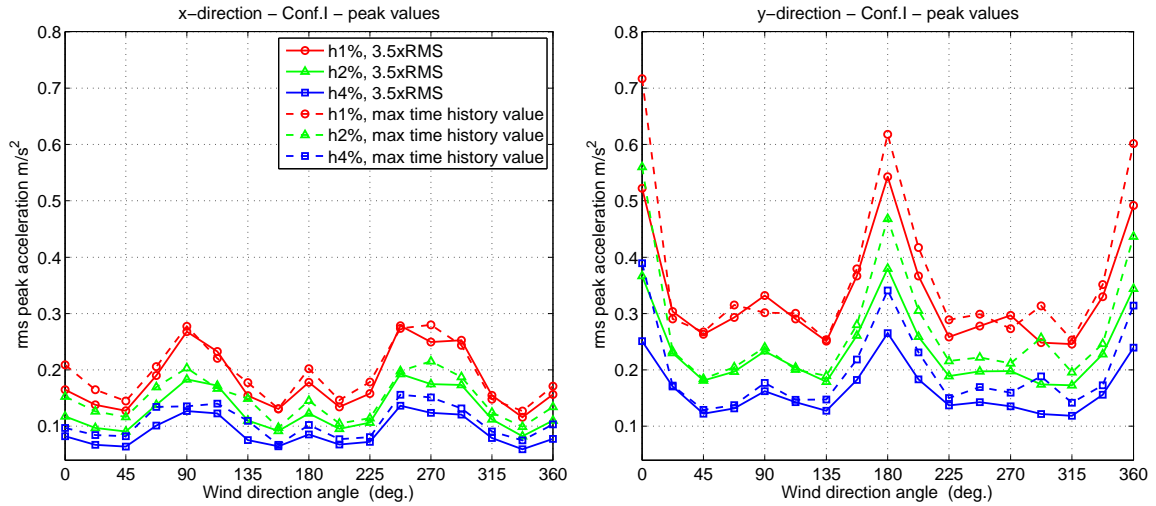 x−direction − Conf.I − peak values
0.8
0.7
0.6
0.5
0.4
0.3
0.2
0.1
rms peak acceleration m/s²
h1%, 3.5xRMS
h2%, 3.5xRMS
h4%, 3.5xRMS
h1%, max time history value
h2%, max time history value
h4%, max time history value
0 45 90 135 180 225 270 315 360
Wind direction angle (deg.)
y−direction − Conf.I − peak values
0.8
0.7
0.6
0.5
0.4
0.3
0.2
0.1
rms peak acceleration m/s²
0 45 90 135 180 225 270 315 360
Wind direction angle (deg.)